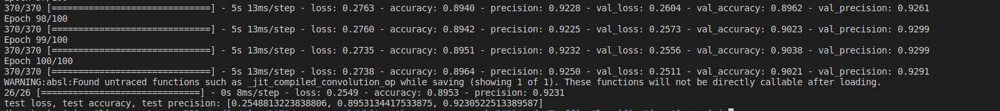 370/370 [==============================] - 5s 13ms/step - loss: 0.2763 - accuracy: 0.8940 - precision: 0.9228 - val_loss: 0.2604 - val_accuracy: 0.8962 - val_precision: 0.9261
Epoch 98/100
370/370 [==============================] - 5s 13ms/step - loss: 0.2760 - accuracy: 0.8942 - precision: 0.9225 - val_loss: 0.2573 - val_accuracy: 0.9023 - val_precision: 0.9299
Epoch 99/100
370/370 [==============================] - 5s 13ms/step - loss: 0.2735 - accuracy: 0.8951 - precision: 0.9232 - val_loss: 0.2556 - val_accuracy: 0.9038 - val_precision: 0.9299
Epoch 100/100
370/370 [==============================] - 5s 13ms/step - loss: 0.2738 - accuracy: 0.8964 - precision: 0.9250 - val_loss: 0.2511 - val_accuracy: 0.9021 - val_precision: 0.9291
WARNING:absl:Found untraced functions such as _jit_compiled_convolution_op while saving (showing 1 of 1). These functions will not be directly callable after loading.
26/26 [==============================] - 0s 8ms/step - loss: 0.2549 - accuracy: 0.8953 - precision: 0.9231
test loss, test accuracy, test precision: [0.2548813223838806, 0.8953134417533875, 0.9230522513389587]